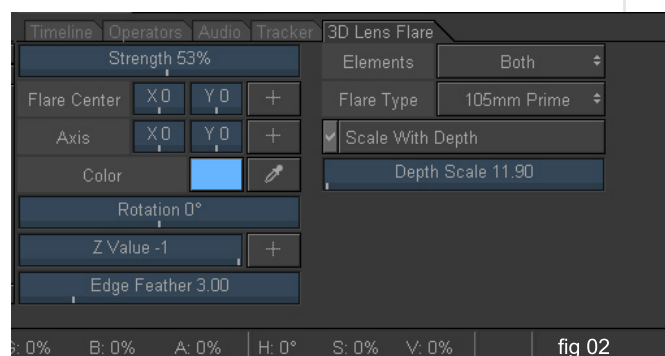 Timeline Operators Audio Tracker 3D Lens Flare
Strength 53%
Elements Both
Flare Center X 0 Y 0
Flare Type 105mm Prime
Axis X 0 Y 0
Scale With Depth
Color
Depth Scale 11.90
Rotation 0°
Z Value -1
Edge Feather 3.00
G: 0% B: 0% A: 0% H: 0° S: 0% V: 0%
fig 02